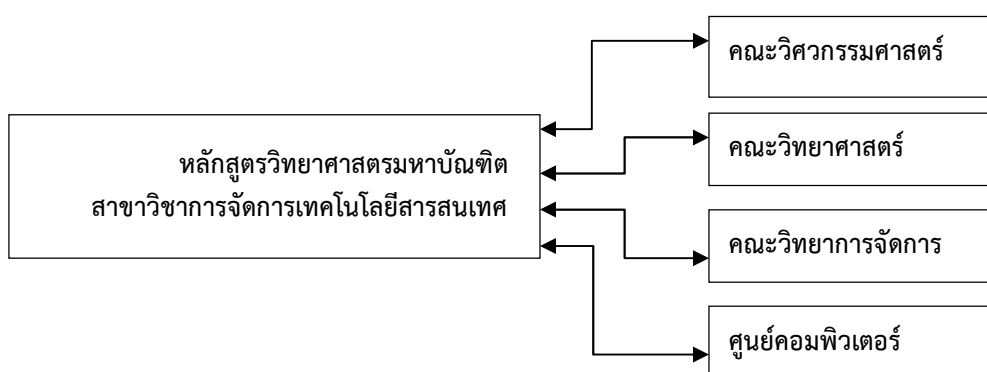 หลักสูตรวิทยาศาสตรมหาบัณฑิต
สาขาวิชาการจัดการเทคโนโลยีสารสนเทศ
คณะวิศวกรรมศาสตร์
คณะวิทยาศาสตร์
คณะวิทยาการจัดการ
ศูนย์คอมพิวเตอร์